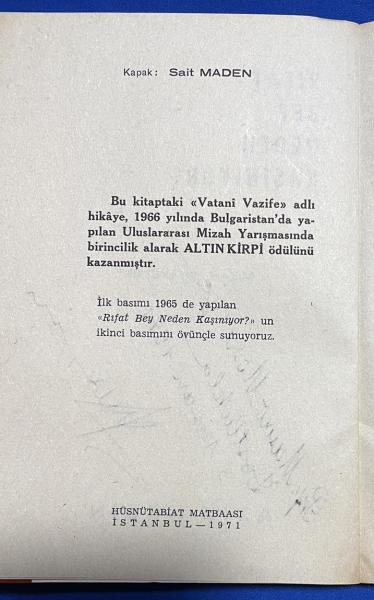 Kapak: Sait MADEN
Bu kitaptaki «Vatanî Vazife» adlı
hikâye, 1966 yılında Bulgaristan'da ya-
pılan Uluslararası Mizah Yarışmasında
birincilik alarak ALTIN KİRPİ ödülünü
kazanmıştır.
İlk basımı 1965 de yapılan
«Rıfat Bey Neden Kaşınıyor?» un
ikinci basımını övünçle sunuyoruz.
HÜSNÜTABİAT MATBAASI
İSTANBUL — 1971